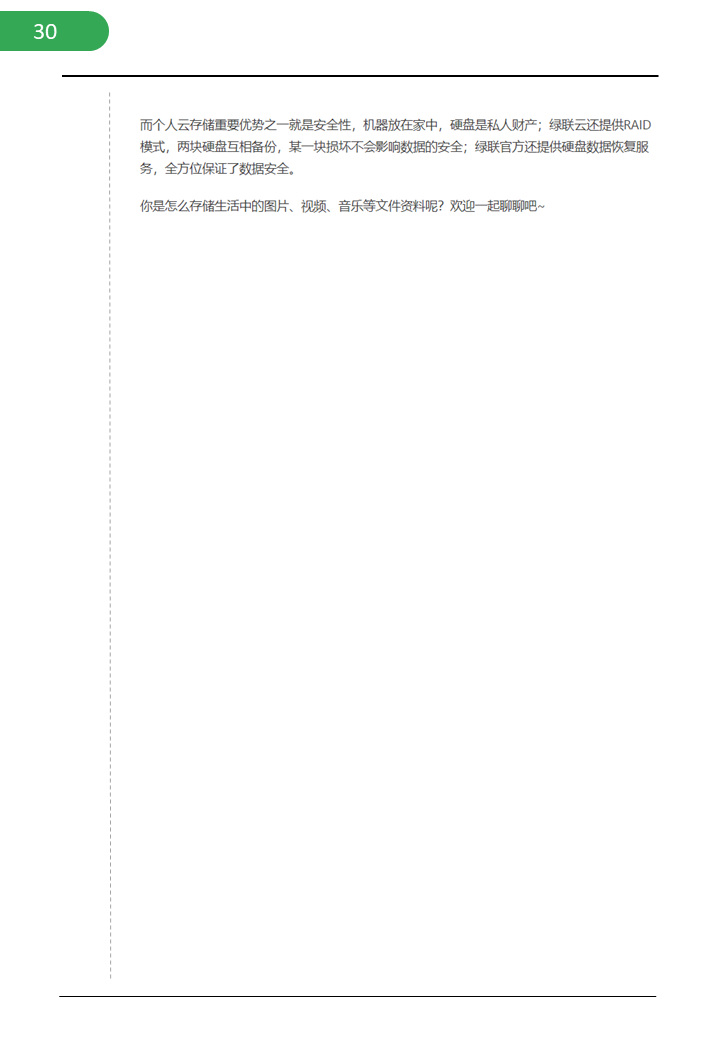 30
而个人云存储重要优势之一就是安全性，机器放在家中，硬盘是私人财产；绿联云还提供RAID
模式，两块硬盘互相备份，某一块损坏不会影响数据的安全；绿联官方还提供硬盘数据恢复服
务，全方位保证了数据安全。
你是怎么存储生活中的图片、视频、音乐等文件资料呢？欢迎一起聊聊吧~